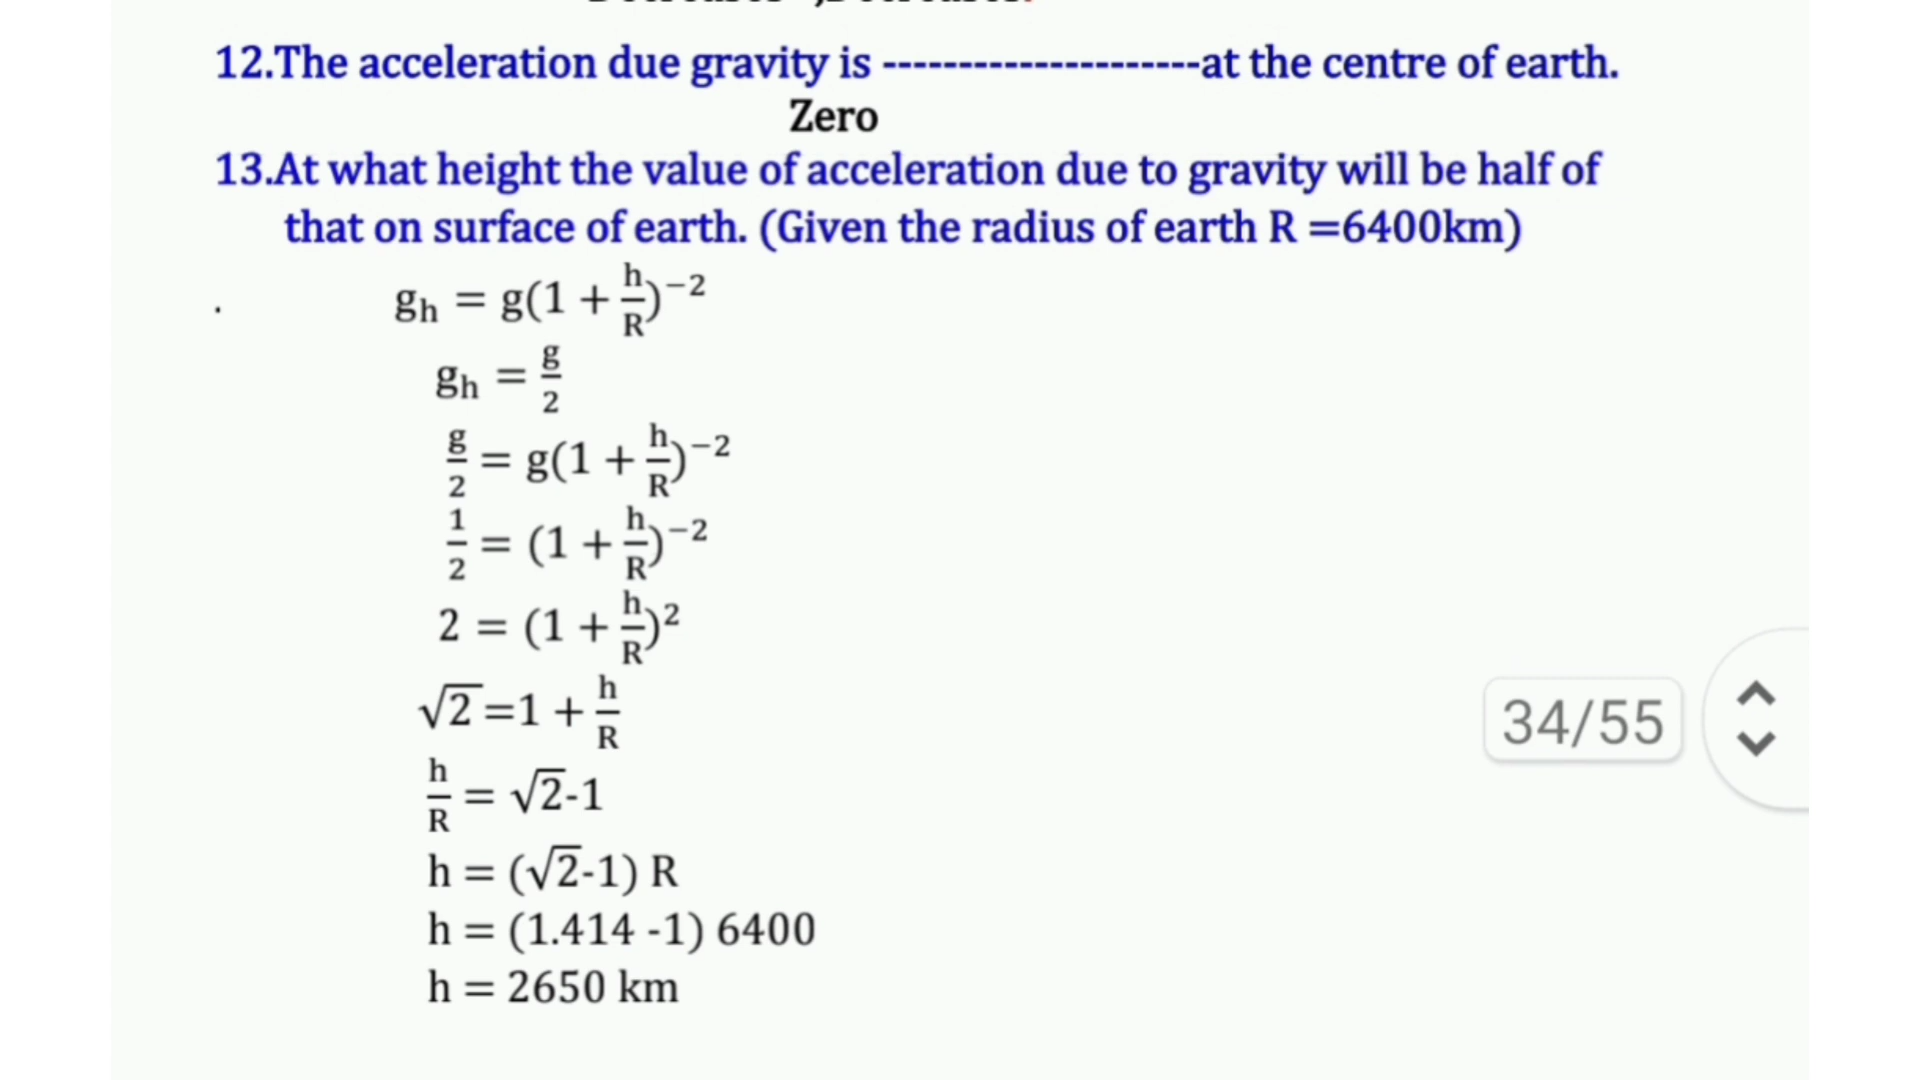 12.The acceleration due gravity is ---------------------at the centre of earth.
Zero
13.At what height the value of acceleration due to gravity will be half of
that on surface of earth. (Given the radius of earth R =6400km)
. gh = g(1 + h/R)⁻²
gh = g/2
g/2 = g(1 + h/R)⁻²
1/2 = (1 + h/R)⁻²
2 = (1 + h/R)²
√2 =1 + h/R
h/R = √2-1
h = (√2-1) R
34/55
h = (1.414 -1) 6400
h = 2650 km